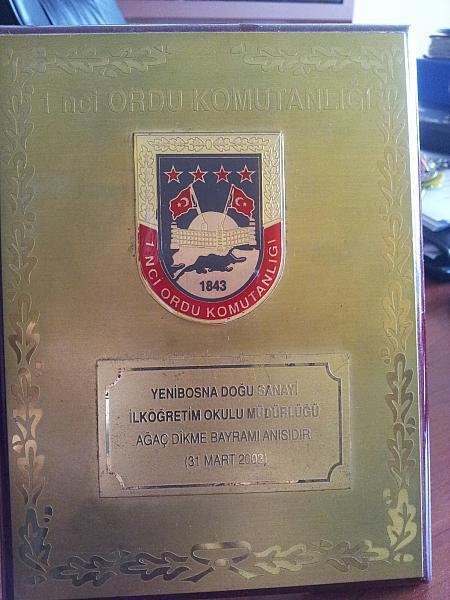 1 nci ORDU KOMUTANLIĞI
1 NCI ORDU KOMUTANLIĞI
1843
YENİBOSNA DOĞU SANAYİ
İLKÖĞRETİM OKULU MÜDÜRLÜĞÜ
AĞAÇ DİKME BAYRAMI ANISIDIR
(31 MART 2003)